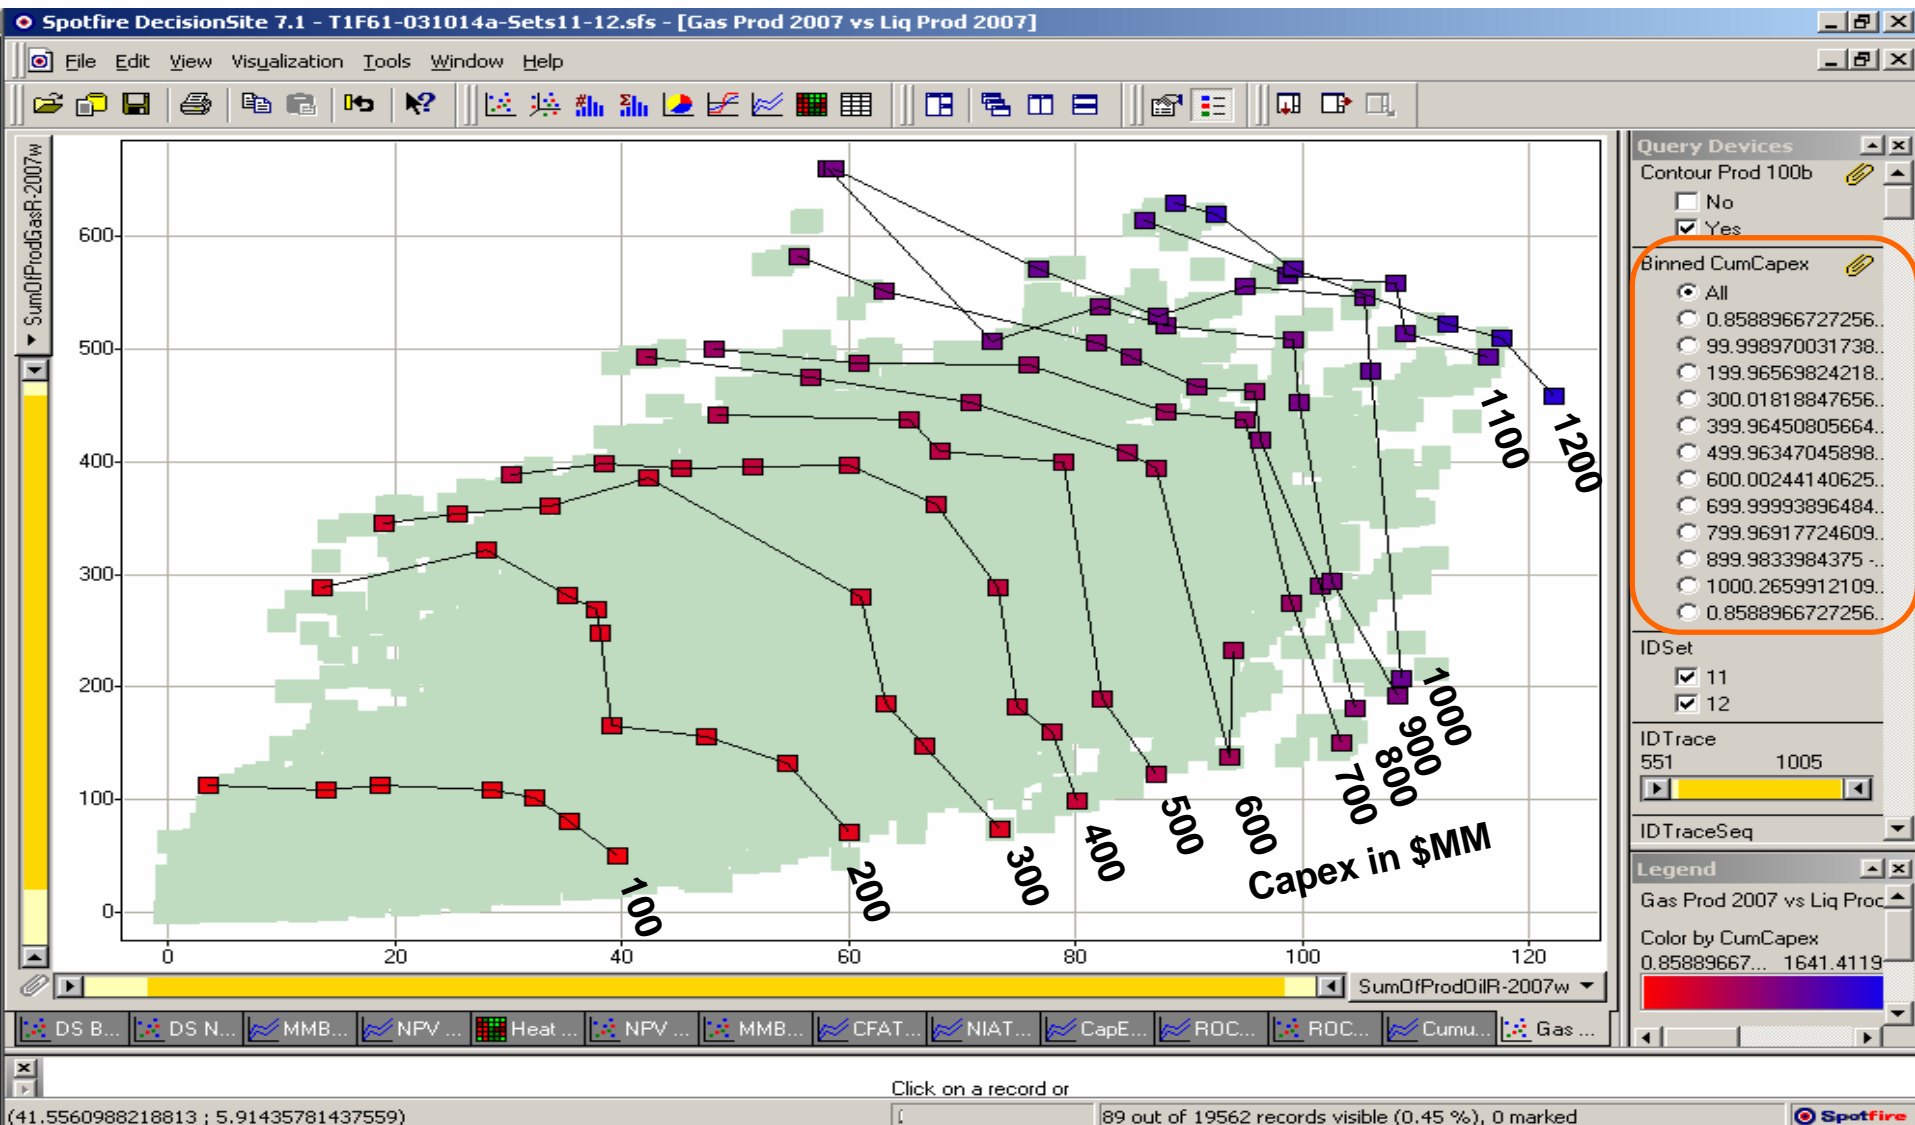 Spotfire DecisionSite 7.1 - T1F61-031014a-Sets11-12.sfs - [Gas Prod 2007 vs Liq Prod 2007]
File Edit View Visualization Tools Window Help
SumOfProdGasR-2007w
600
500
400
300
200
100
0
0 20 40 60 80 100 120
100
200
300
400
500
600
700
800
900
1000
1100
1200
Capex in $MM
SumOfProdOilR-2007w
Query Devices
Contour Prod 100b
No
Yes
Binned CumCapex
All
0.8588966727256..
99.998970031738..
199.96569824218..
300.01818847656..
399.96450805664..
499.96347045898..
600.00244140625..
699.99993896484..
799.96917724609..
899.9833984375 -..
1000.2659912109..
0.8588966727256..
IDSet
11
12
IDTrace
551 1005
IDTraceSeq
Legend
Gas Prod 2007 vs Liq Proc
Color by CumCapex
0.85889667... 1641.4119
DS B... DS N... MMB... NPV ... Heat ... NPV ... MMB... CFAT... NIAT... CapE... ROC... ROC... Cumu... Gas ...
Click on a record or
(41.5560988218813 ; 5.91435781437559)
89 out of 19562 records visible (0.45 %), 0 marked
Spotfire